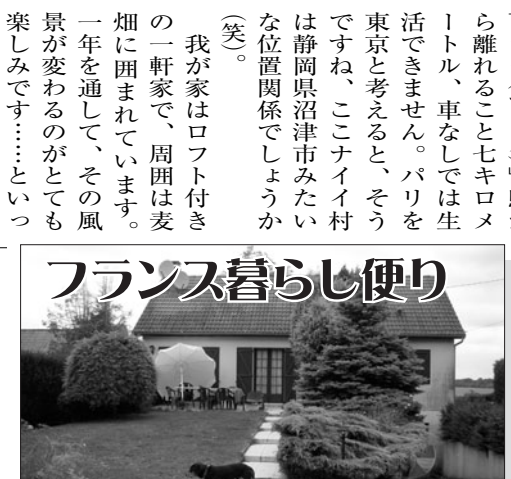 ら離れること七キロメ
ートル、車なしでは生
活できません。パリを
東京と考えると、そう
ですね、ここナイイ村
は静岡県沼津市みたい
な位置関係でしょうか
(笑)。
我が家はロフト付き
の一軒家で、周囲は麦
畑に囲まれています。
一年を通して、その風
景が変わるのがとても
楽しみです……といっ
フランス暮らし便り